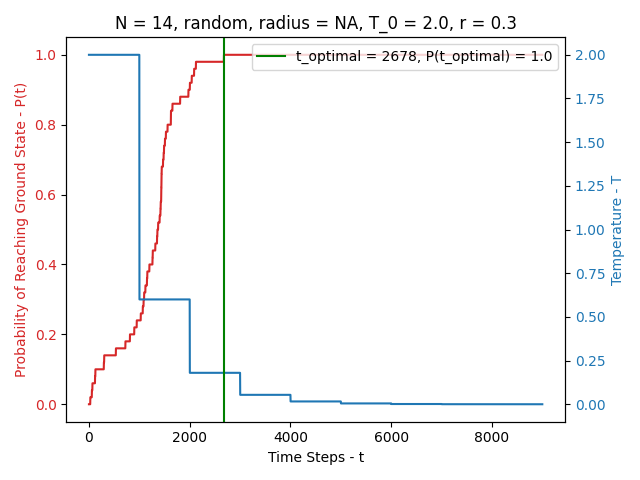 N = 14, random, radius = NA, T_0 = 2.0, r = 0.3
t_optimal = 2678, P(t_optimal) = 1.0
Probability of Reaching Ground State - P(t)
1.0
0.8
0.6
0.4
0.2
0.0
2.00
1.75
1.50
1.25
1.00
0.75
0.50
0.25
0.00
Temperature - T
0 2000 4000 6000 8000
Time Steps - t